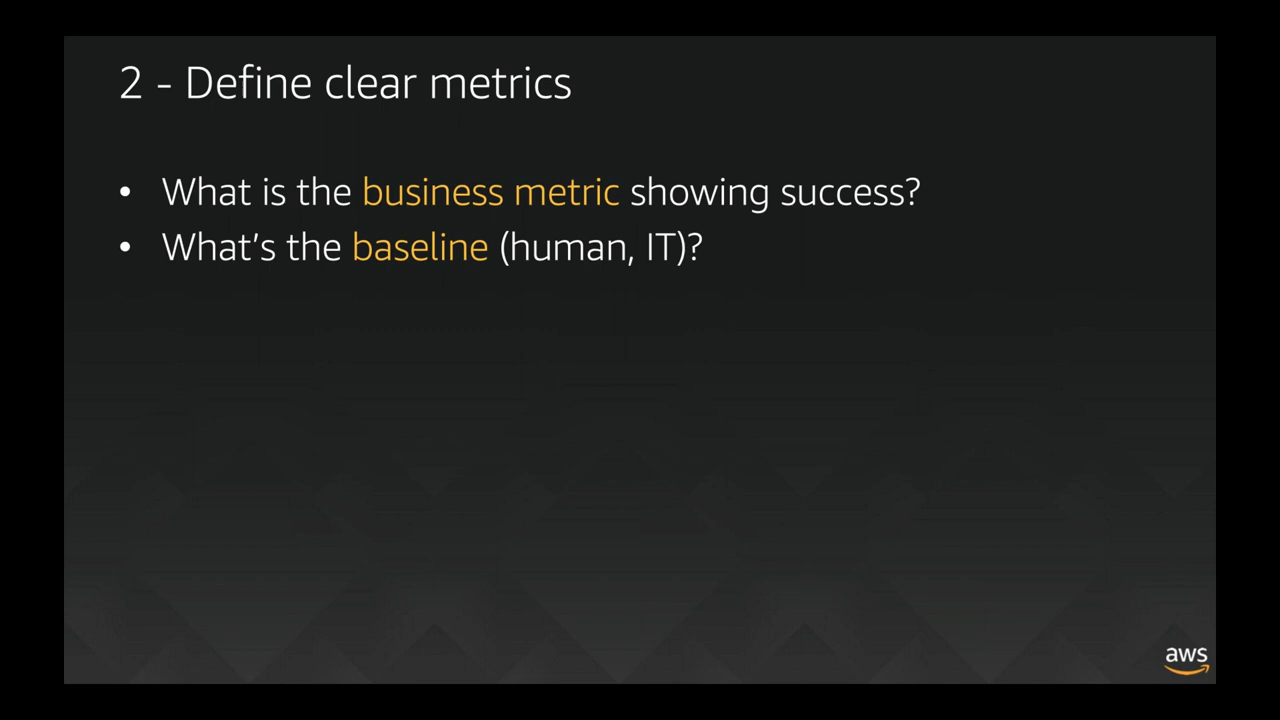 2 - Define clear metrics
• What is the business metric showing success?
• What's the baseline (human, IT)?
aws